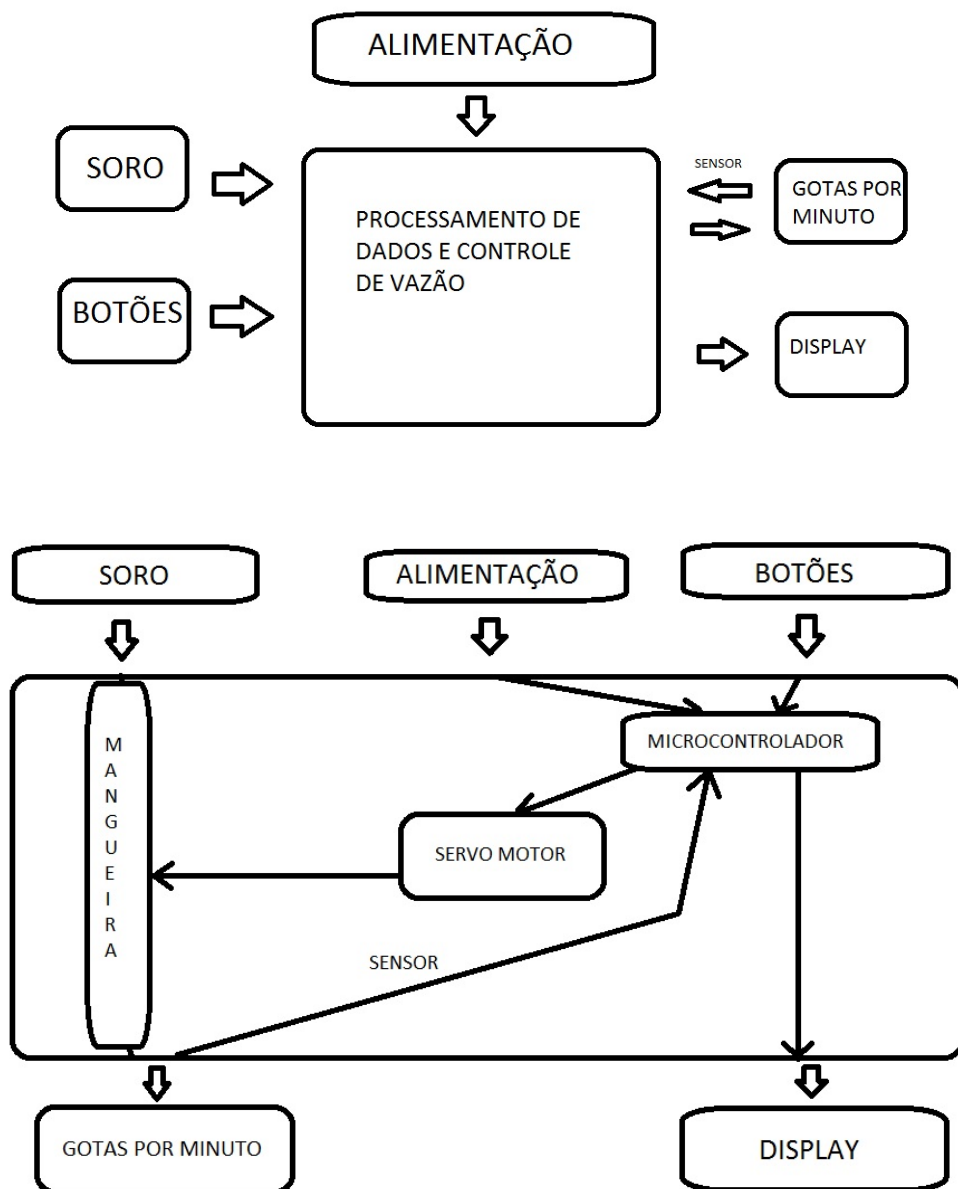 ALIMENTAÇÃO
SORO
BOTÕES
PROCESSAMENTO DE
DADOS E CONTROLE
DE VAZÃO
SENSOR
GOTAS POR
MINUTO
DISPLAY
SORO
ALIMENTAÇÃO
BOTÕES
MANGUEIRA
MICROCONTROLADOR
SERVO MOTOR
SENSOR
GOTAS POR MINUTO
DISPLAY